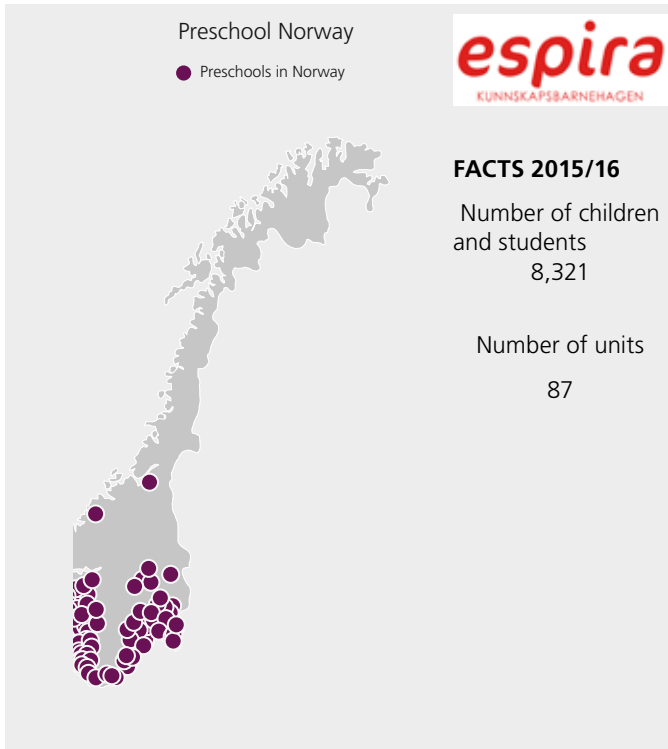 Preschool Norway
Preschools in Norway
espira
KUNNSKAPSBARNEHAGEN
FACTS 2015/16
Number of children
and students
8,321
Number of units
87